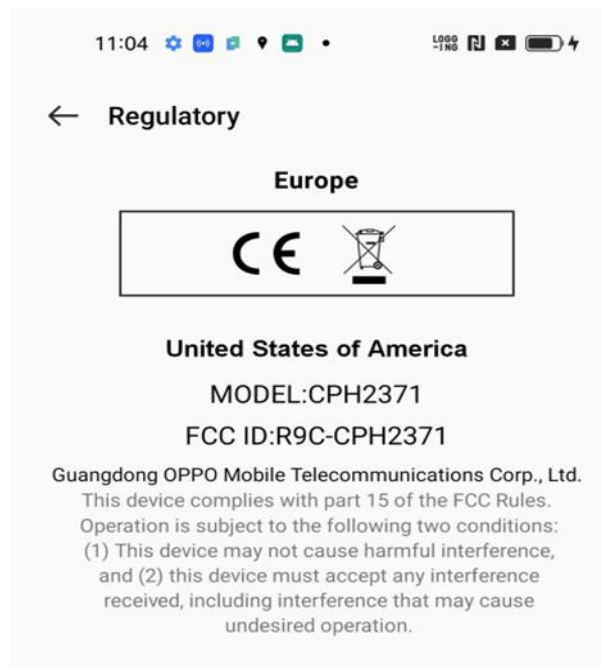 11:04
LOGG
-ING
Regulatory
Europe
CE
United States of America
MODEL:CPH2371
FCC ID:R9C-CPH2371
Guangdong OPPO Mobile Telecommunications Corp., Ltd.
This device complies with part 15 of the FCC Rules.
Operation is subject to the following two conditions:
(1) This device may not cause harmful interference,
and (2) this device must accept any interference
received, including interference that may cause
undesired operation.